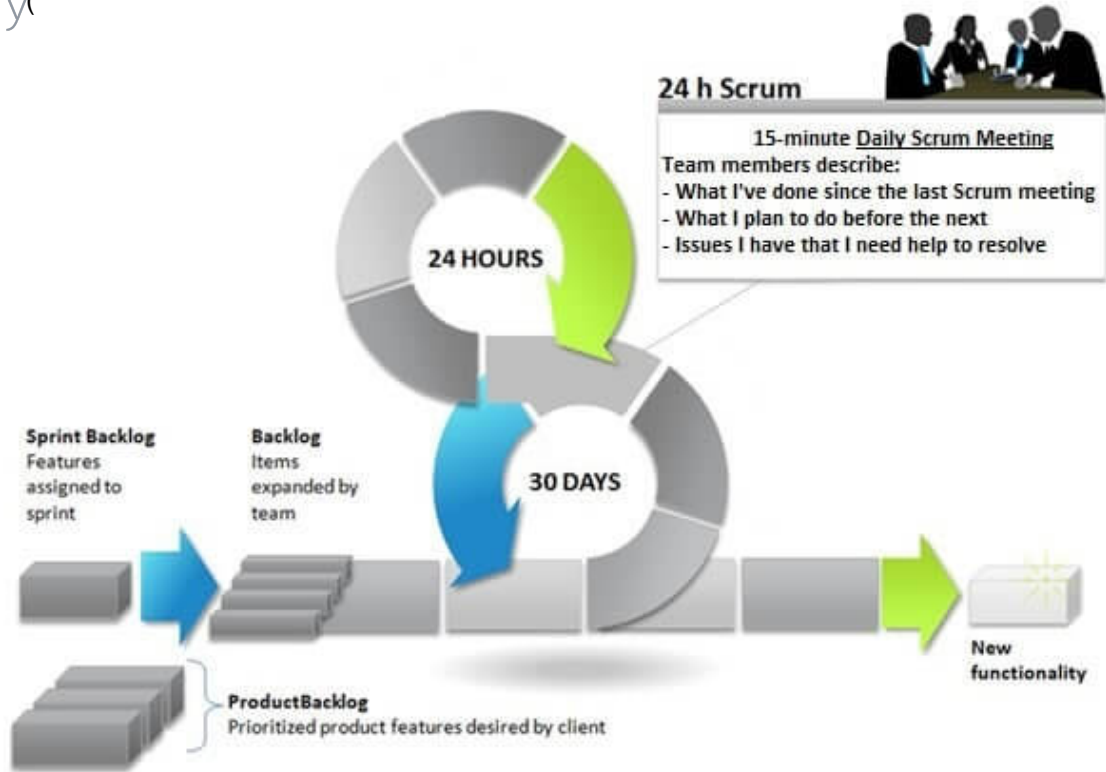 y(
24 h Scrum
15-minute Daily Scrum Meeting
Team members describe:
- What I've done since the last Scrum meeting
- What I plan to do before the next
- Issues I have that I need help to resolve
24 HOURS
30 DAYS
Sprint Backlog
Features
assigned to
sprint
Backlog
Items
expanded by
team
New
functionality
ProductBacklog
Prioritized product features desired by client